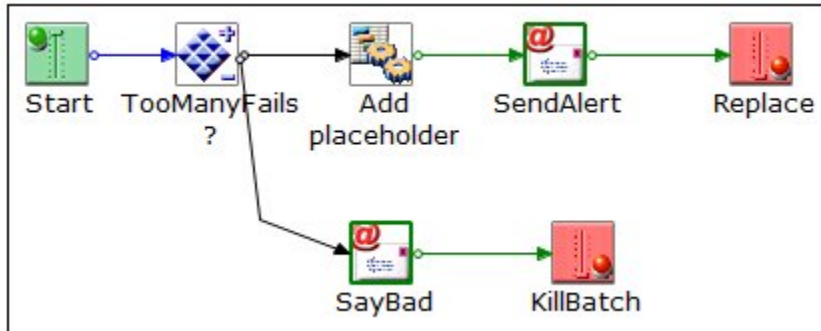 Start
TooManyFails
?
Add
placeholder
SendAlert
Replace
SayBad
KillBatch